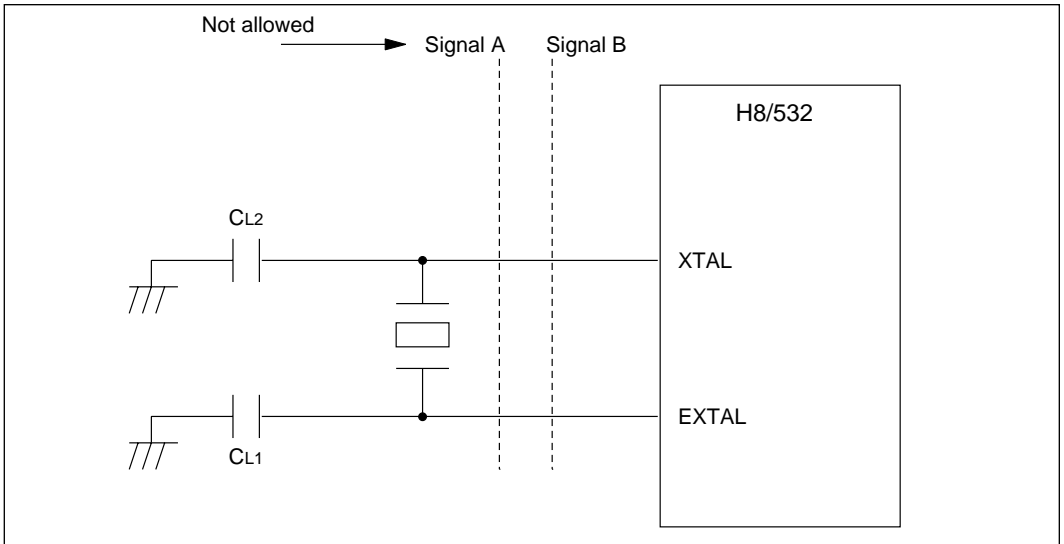 Not allowed
Signal A
Signal B
H8/532
CL2
XTAL
EXTAL
CL1